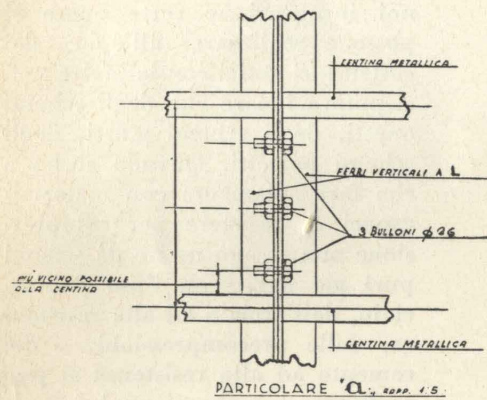 CENTINA METALLICA
FERRI VERTICALI A L
3 BULLONI ϕ 26
PIÙ VICINO POSSIBILE
ALLA CENTINA
CENTINA METALLICA
PARTICOLARE "a" RAPP. 1:5